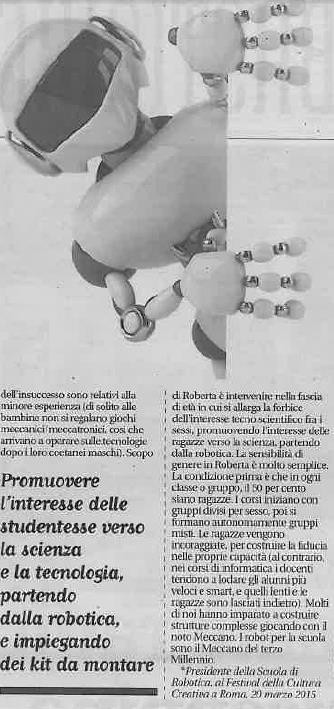 dell'insuccesso sono relativi alla
minore esperienza (di solito alle
bambine non si regalano giochi
meccanici/meccatronici, così che
arrivano a operare sulle tecnologie
dopo i loro coetanei maschi). Scopo
Promuovere
l'interesse delle
studentesse verso
la scienza
e la tecnologia,
partendo
dalla robotica,
e impiegando
dei kit da montare
di Roberta è intervenire nella fascia
di età in cui si allarga la forbice
dell'interesse tecno scientifico fra i
sessi, promuovendo l'interesse delle
ragazze verso la scienza, partendo
dalla robotica. La sensibilità di
genere in Roberta è molto semplice.
La condizione prima è che in ogni
classe o gruppo, il 50 per cento
siano ragazze. I corsi iniziano con
gruppi divisi per sesso, poi si
formano autonomamente gruppi
misti. Le ragazze vengono
incoraggiate, per costruire la fiducia
nelle proprie capacità (al contrario,
nei corsi di informatica i docenti
tendono a lodare gli alunni più
veloci e smart, e quelli lenti e le
ragazze sono lasciati indietro). Molti
di noi hanno imparato a costruire
strutture complesse giocando con il
noto Meccano. I robot per la scuola
sono il Meccano del terzo
Millennio.
*Presidente della Scuola di
Robotica, al Festival della Cultura
Creativa a Roma, 20 marzo 2015